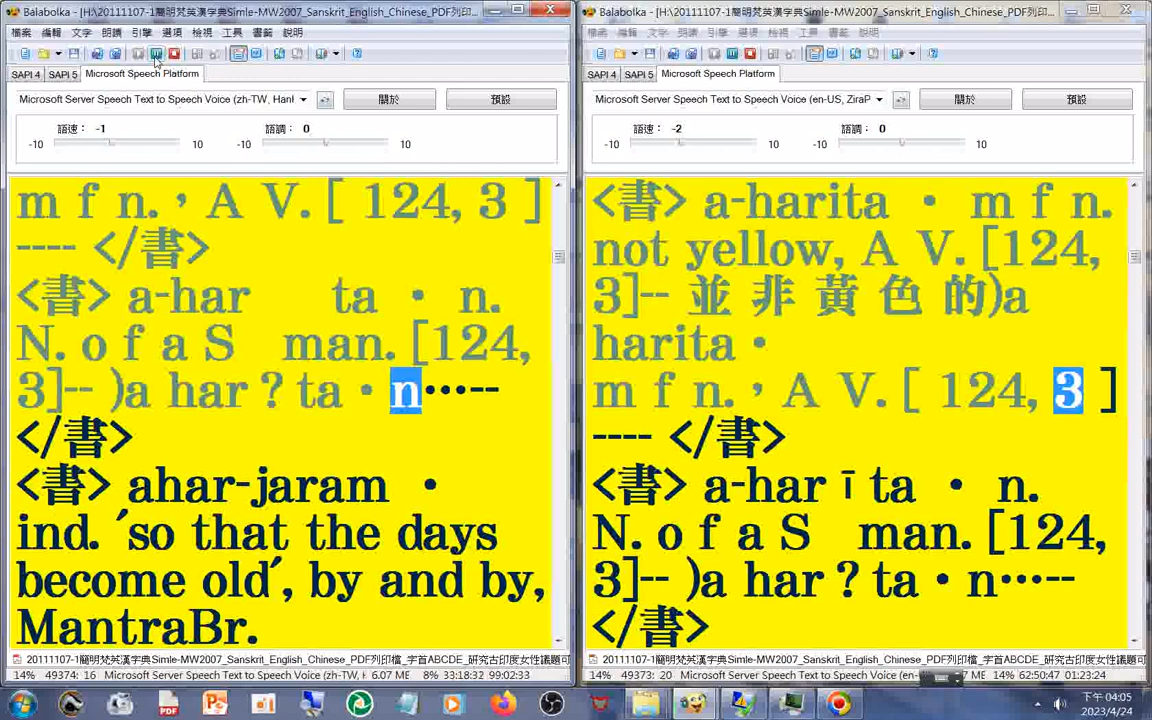 Balabolka - [H:\20111107-1簡明梵英漢字典Simle-MW2007_Sanskrit_English_Chinese_PDF列印...
檔案 編輯 文字 朗讀 引擎 選項 檢視 工具 書籤 說明
SAPI 4 SAPI 5 Microsoft Speech Platform
Microsoft Server Speech Text to Speech Voice (zh-TW, Hanl
關於 預設
語速： -1 語調： 0
-10 10 -10 10
m f n.，A V. [ 124, 3 ]
---- </書>
<書> a-har ta · n.
N. o f a S man. [124,
3]-- )a har ? ta · n…--
</書>
<書> ahar-jaram ·
ind. ′so that the days
become old′, by and by,
MantraBr.
20111107-1簡明梵英漢字典Simle-MW2007_Sanskrit_English_Chinese_PDF列印檔_字首ABCDE_研究古印度女性議題可
14% 49374: 16 Microsoft Server Speech Text to Speech Voice (zh-TW, H 6.07 ME 8% 33:18:32 99:02:33
Balabolka - [H:\20111107-1簡明梵英漢字典Simle-MW2007_Sanskrit_English_Chinese_PDF列印...
檔案 編輯 文字 朗讀 引擎 選項 檢視 工具 書籤 說明
SAPI 4 SAPI 5 Microsoft Speech Platform
Microsoft Server Speech Text to Speech Voice (en-US, ZiraP
關於 預設
語速： -2 語調： 0
-10 10 -10 10
<書> a-harita · m f n.
not yellow, A V. [124,
3]-- 並 非 黃 色 的)a
harita ·
m f n.，A V. [ 124, 3 ]
---- </書>
<書> a-har ī ta · n.
N. o f a S man. [124,
3]-- )a har ? ta · n…--
</書>
20111107-1簡明梵英漢字典Simle-MW2007_Sanskrit_English_Chinese_PDF列印檔_字首ABCDE_研究古印度女性議題可
14% 49373: 20 Microsoft Server Speech Text to Speech Voice (en-US 7 ME 14% 62:50:47 01:23:24
下午 04:05
2023/4/24